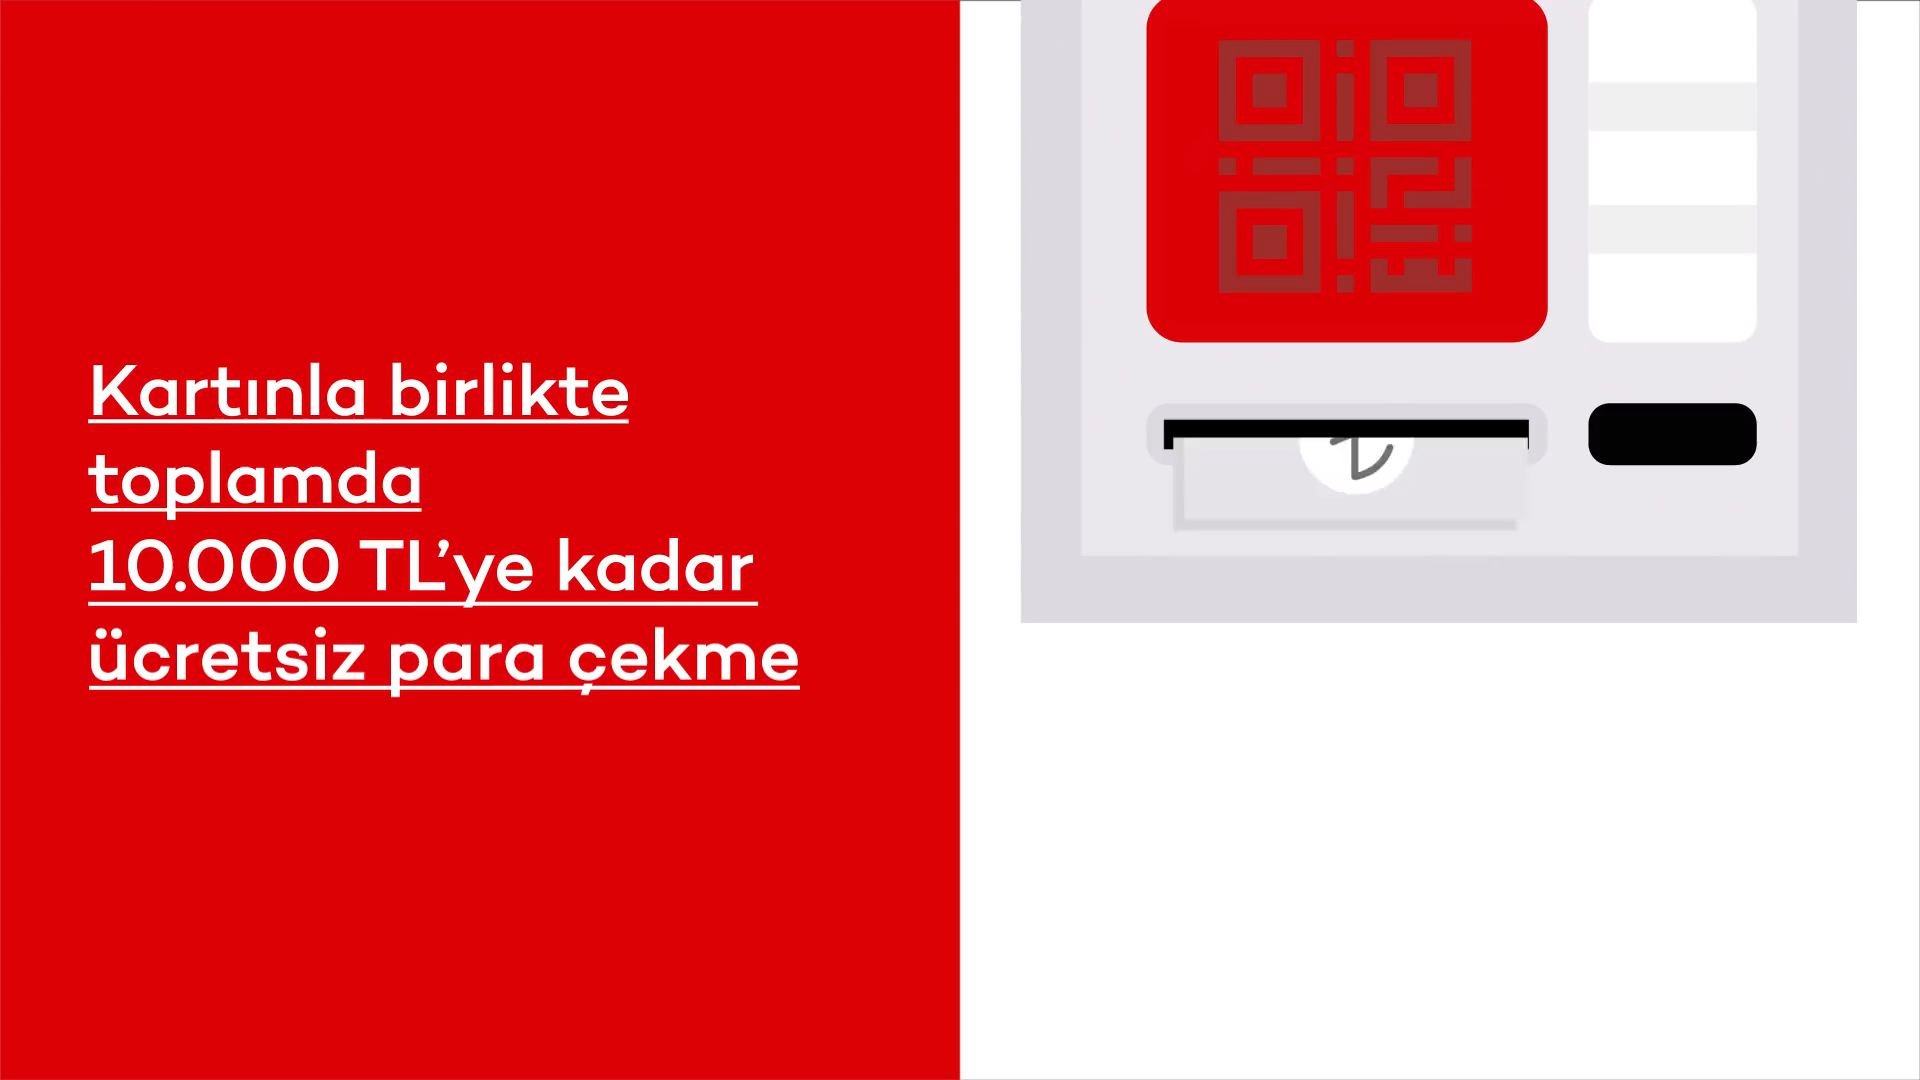 Kartınla birlikte
toplamda
10.000 TL’ye kadar
ücretsiz para çekme